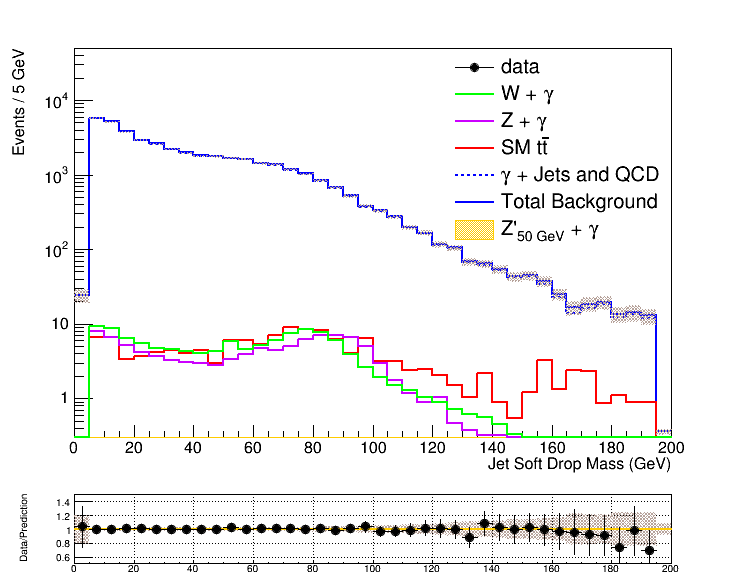 Events / 5 GeV
10⁴
10³
10²
10
1
data
W + γ
Z + γ
SM tt̄
γ + Jets and QCD
Total Background
Z'50 GeV + γ
0 20 40 60 80 100 120 140 160 180 200
Jet Soft Drop Mass (GeV)
Data/Prediction
1.4
1.2
1
0.8
0.6
0 20 40 60 80 100 120 140 160 180 200